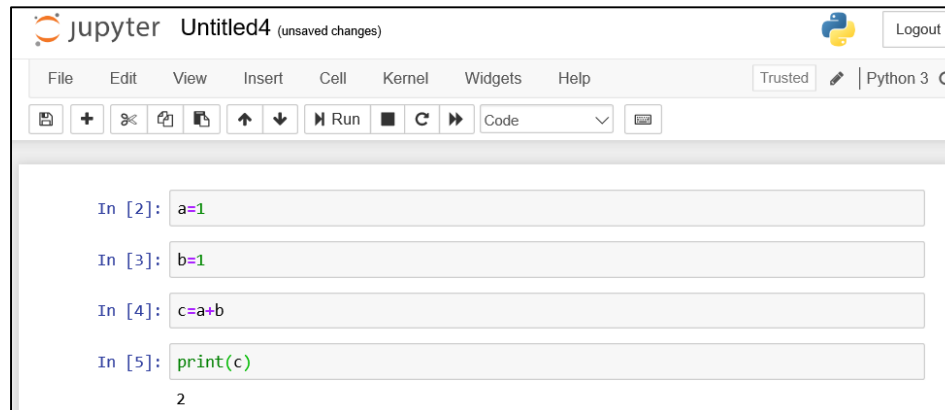 jupyter Untitled4 (unsaved changes) Logout
File Edit View Insert Cell Kernel Widgets Help Trusted Python 3
Run Code
In [2]: a=1
In [3]: b=1
In [4]: c=a+b
In [5]: print(c)
2